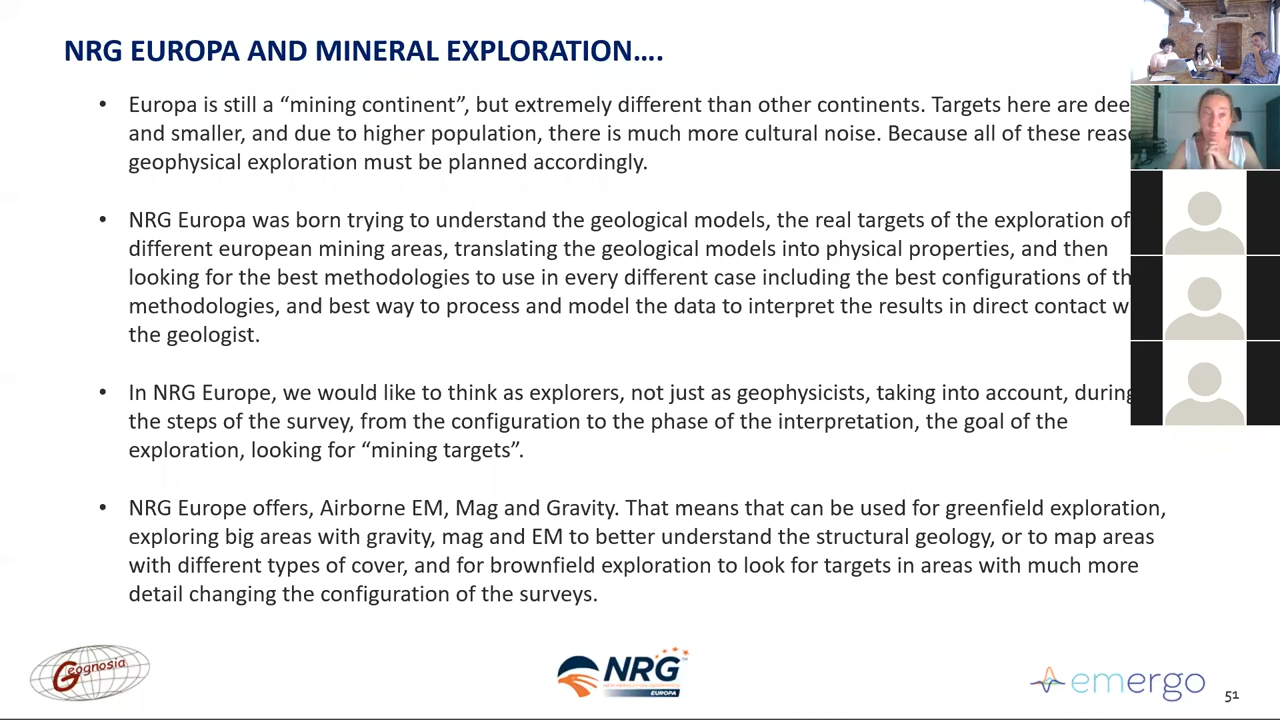 NRG EUROPA AND MINERAL EXPLORATION….
• Europa is still a “mining continent”, but extremely different than other continents. Targets here are
and smaller, and due to higher population, there is much more cultural noise. Because all of these
geophysical exploration must be planned accordingly.
• NRG Europa was born trying to understand the geological models, the real targets of the exploration of
different european mining areas, translating the geological models into physical properties, and then
looking for the best methodologies to use in every different case including the best configurations of
methodologies, and best way to process and model the data to interpret the results in direct contact
the geologist.
• In NRG Europe, we would like to think as explorers, not just as geophysicists, taking into account, during
the steps of the survey, from the configuration to the phase of the interpretation, the goal of the
exploration, looking for “mining targets”.
• NRG Europe offers, Airborne EM, Mag and Gravity. That means that can be used for greenfield exploration,
exploring big areas with gravity, mag and EM to better understand the structural geology, or to map areas
with different types of cover, and for brownfield exploration to look for targets in areas with much more
detail changing the configuration of the surveys.
Geognosia
NRG
EUROPA
emergo
51